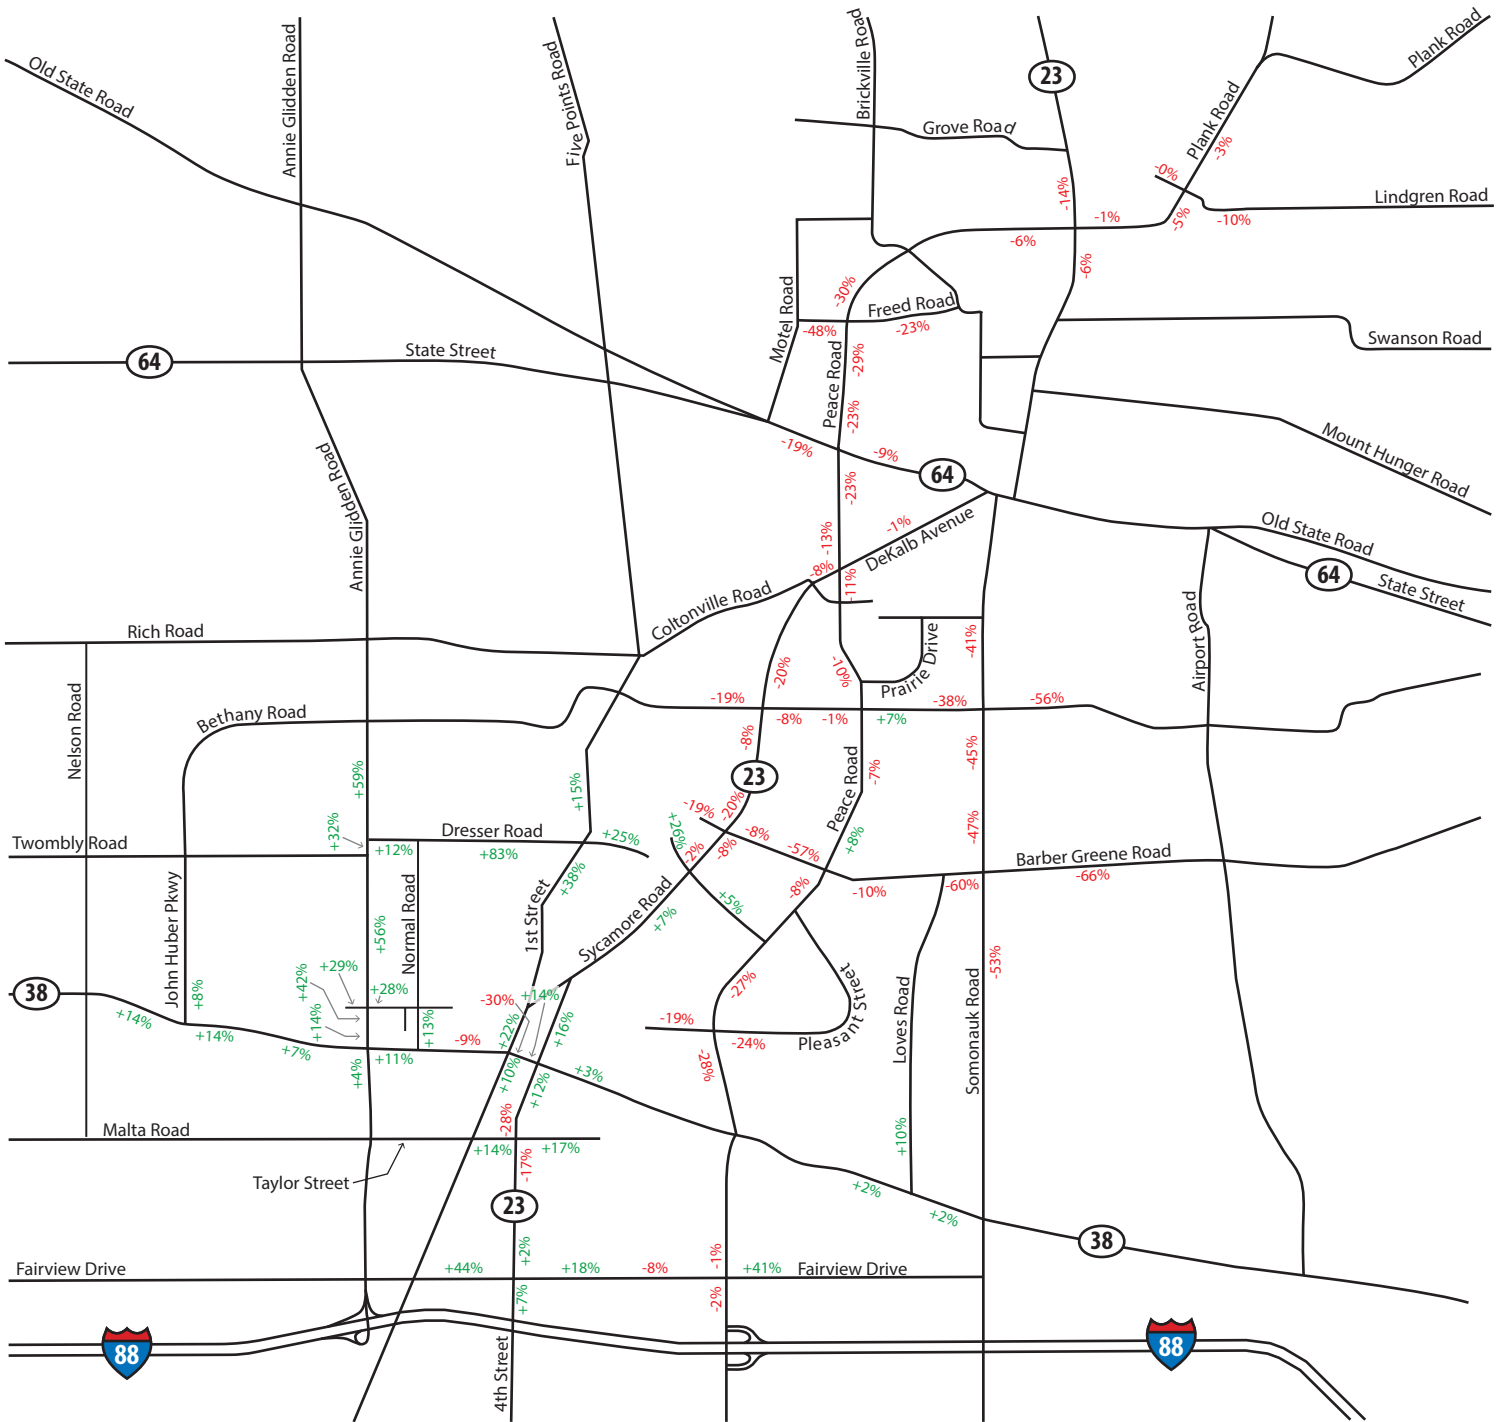 Old State Road
Annie Glidden Road
Five Points Road
Brickville Road
23
Plank Road
Plank Road
Grove Road
-3%
-0%
-14%
-1%
-5%
-10%
Lindgren Road
-6%
-6%
-30%
Motel Road
Freed Road
-48%
-23%
Swanson Road
64
State Street
Peace Road
-29%
-23%
-19%
-9%
64
Mount Hunger Road
Annie Glidden Road
-23%
-1%
-13%
DeKalb Avenue
-8%
-11%
Old State Road
64
State Street
Annie Glidden Road
Coltonville Road
Rich Road
Prairie Drive
-41%
Airport Road
-20%
-10%
Nelson Road
Bethany Road
-19%
-8%
-1%
+7%
-38%
-56%
-8%
-45%
+59%
+15%
23
Peace Road
-7%
-19%
-20%
+32%
Twombly Road
Dresser Road
+12%
+83%
+25%
+26%
-2%
-8%
-8%
-57%
+8%
-47%
Barber Greene Road
-66%
John Huber Pkwy
Normal Road
+38%
1st Street
Sycamore Road
+7%
+5%
-8%
-10%
-60%
+56%
38
+8%
+42%
+29%
+28%
-30%
+14%
-27%
Pleasant Street
Loves Road
Somonauk Road
-53%
+14%
+14%
+7%
+14%
+13%
+11%
-9%
+22%
+16%
-19%
-24%
+4%
+10%
+12%
+3%
-28%
Malta Road
-28%
+14%
+17%
-17%
+10%
Taylor Street
23
+2%
+2%
38
Fairview Drive
+44%
+2%
+18%
-8%
-1%
+41%
Fairview Drive
+7%
-2%
88
4th Street
88